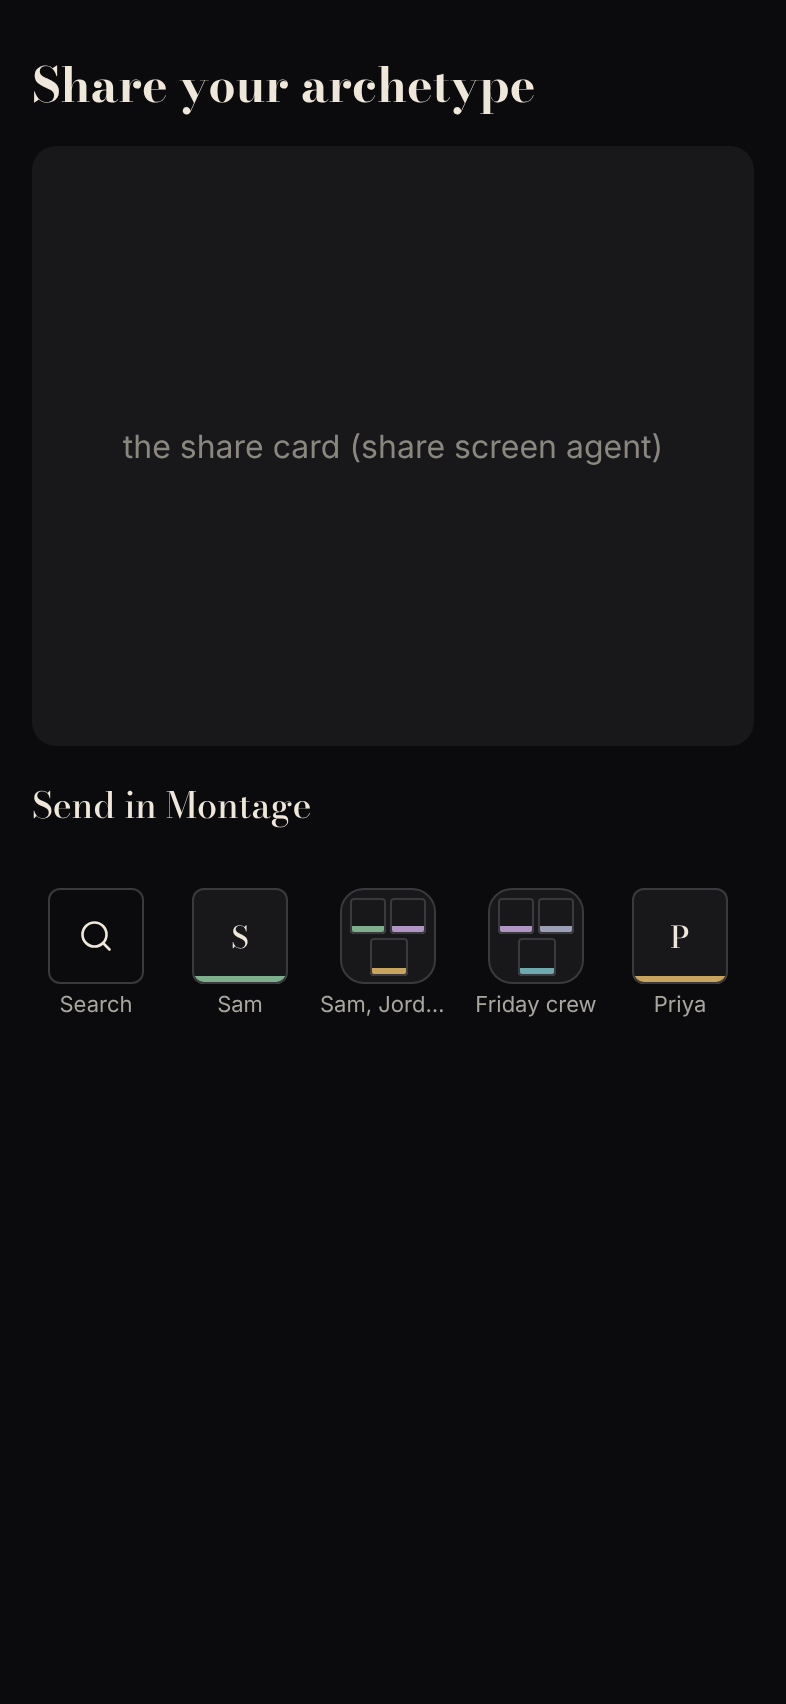 Share your archetype
the share card (share screen agent)
Send in Montage
S
P
Search
Sam
Sam, Jord...
Friday crew
Priya